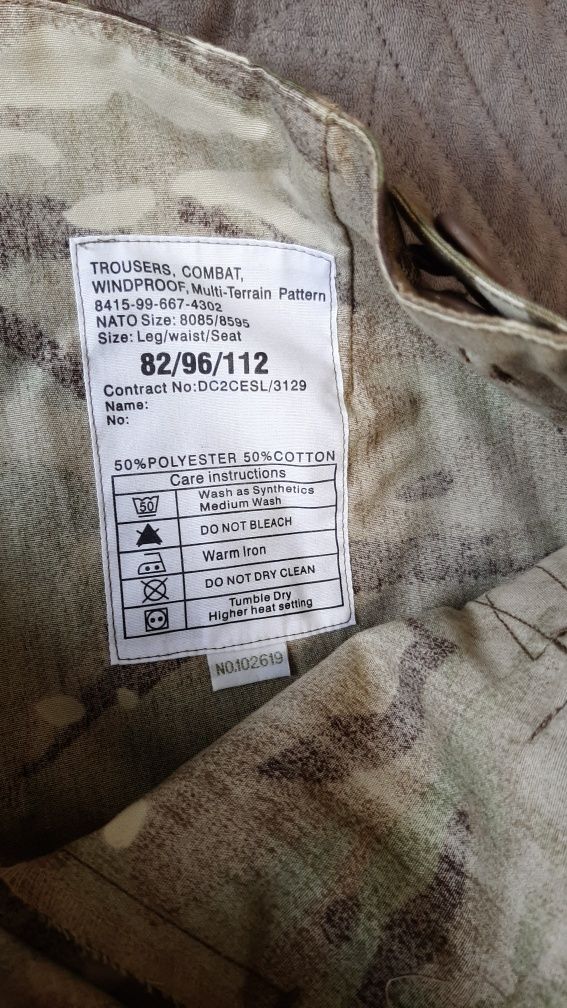 TROUSERS, COMBAT,
WINDPROOF, Multi-Terrain Pattern
8415-99-667-4302
NATO Size: 8085/8595
Size: Leg/waist/Seat
82/96/112
Contract No:DC2CESL/3129
Name:
No:
50%POLYESTER 50%COTTON
Care instructions
50
Wash as Synthetics
Medium Wash
DO NOT BLEACH
Warm Iron
DO NOT DRY CLEAN
Tumble Dry
Higher heat setting
NO.102619